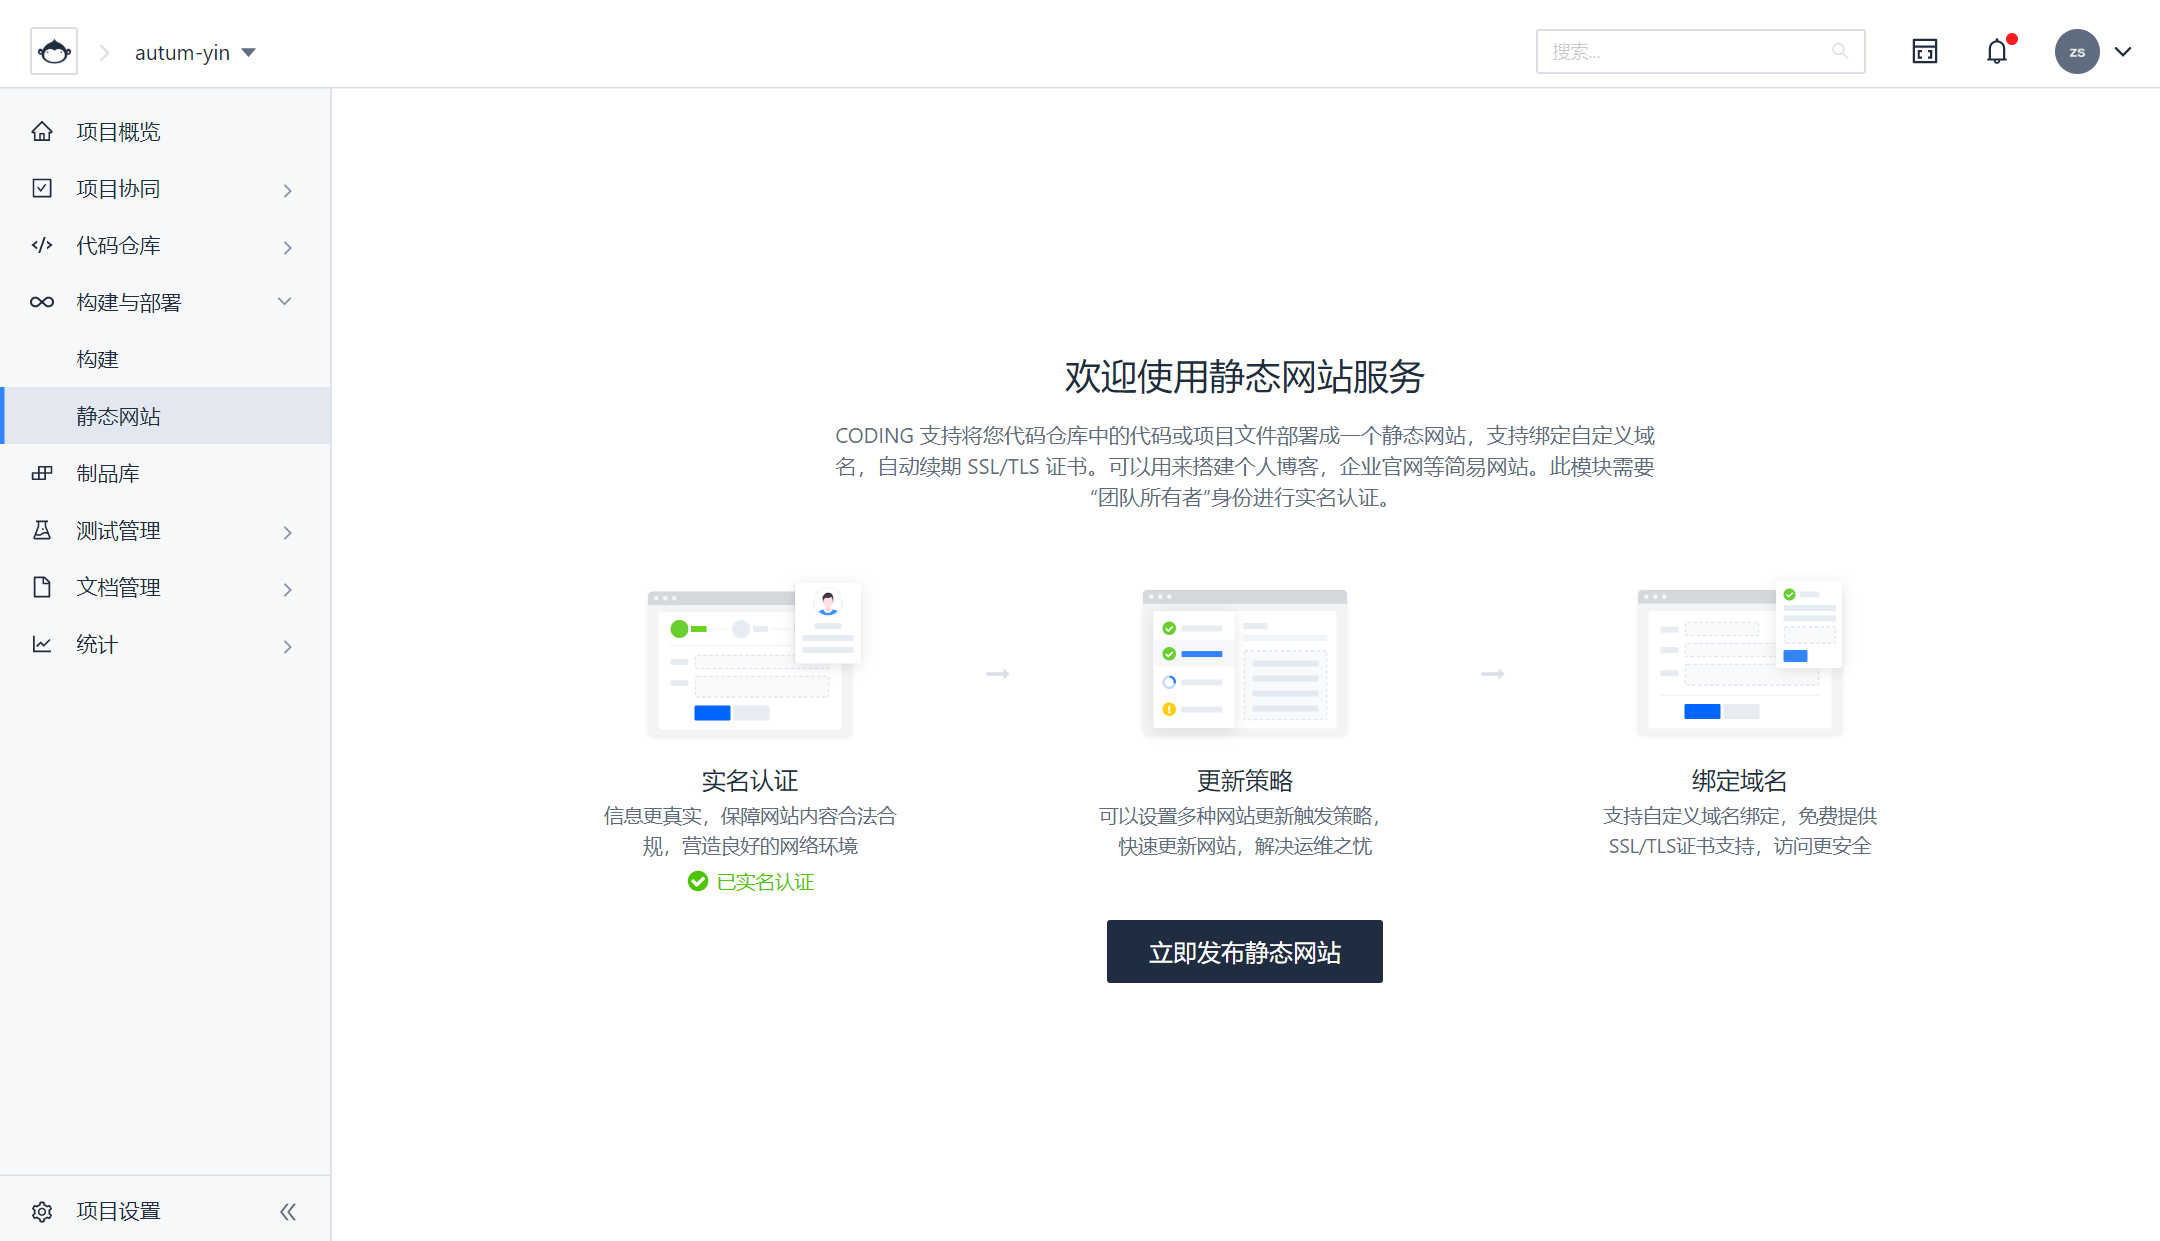 autum-yin
搜索...
zs
项目概览
项目协同
代码仓库
构建与部署
构建
静态网站
制品库
测试管理
文档管理
统计
项目设置
欢迎使用静态网站服务
CODING 支持将您代码仓库中的代码或项目文件部署成一个静态网站，支持绑定自定义域
名，自动续期 SSL/TLS 证书。可以用来搭建个人博客，企业官网等简易网站。此模块需要
“团队所有者”身份进行实名认证。
实名认证
信息更真实，保障网站内容合法合
规，营造良好的网络环境
已实名认证
更新策略
可以设置多种网站更新触发策略，
快速更新网站，解决运维之忧
绑定域名
支持自定义域名绑定，免费提供
SSL/TLS证书支持，访问更安全
立即发布静态网站